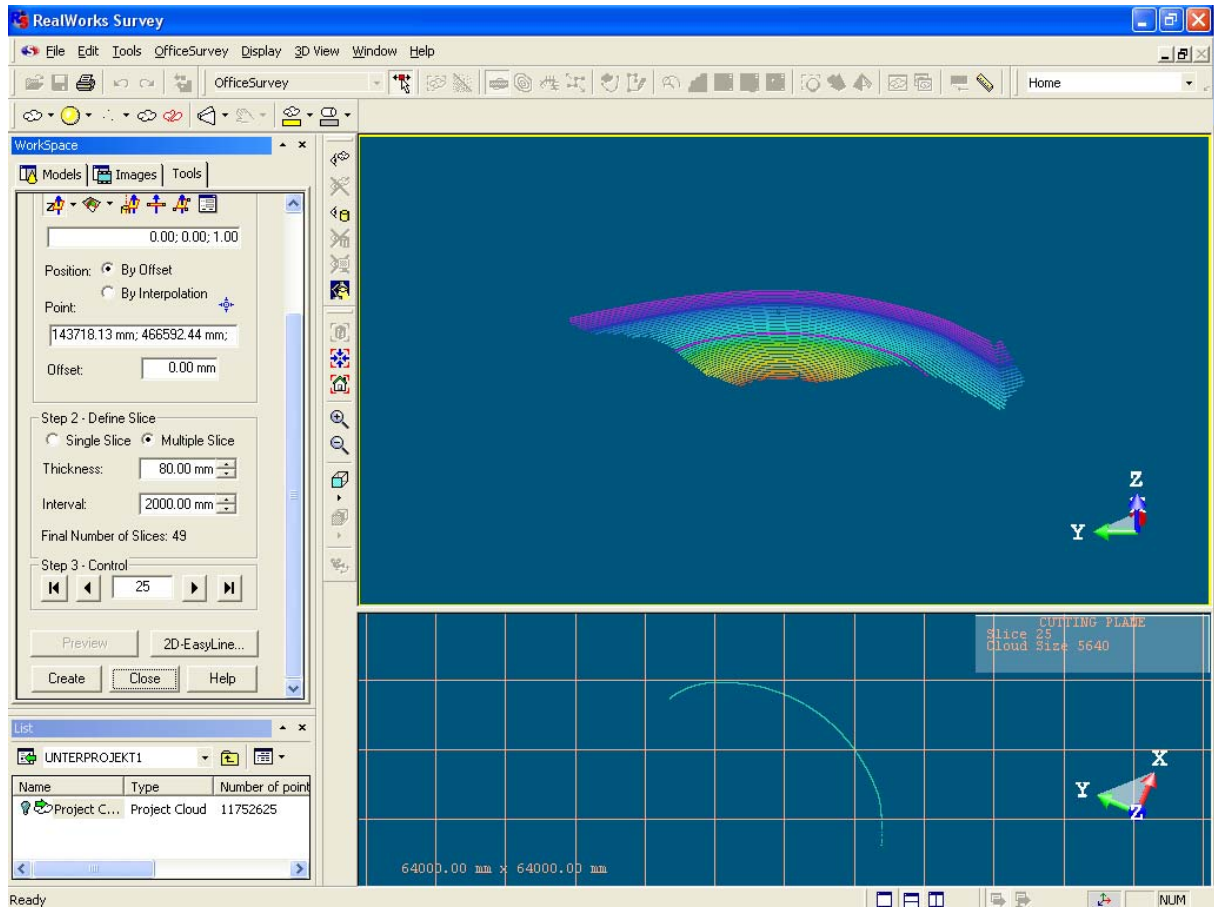 RealWorks Survey
File Edit Tools OfficeSurvey Display 3D View Window Help
OfficeSurvey
Home
WorkSpace
Models Images Tools
0.00; 0.00; 1.00
Position: By Offset
By Interpolation
Point:
143718.13 mm; 466592.44 mm;
Offset: 0.00 mm
Step 2 - Define Slice
Single Slice Multiple Slice
Thickness: 80.00 mm
Interval: 2000.00 mm
Final Number of Slices: 49
Step 3 - Control
25
Preview 2D-EasyLine...
Create Close Help
List
UNTERPROJEKT1
Name Type Number of point
Project C... Project Cloud 11752625
Ready
Z
Y
CUTTING PLANE
Slice 25
Cloud Size 5640
X
Y
Z
64000.00 mm x 64000.00 mm
NUM